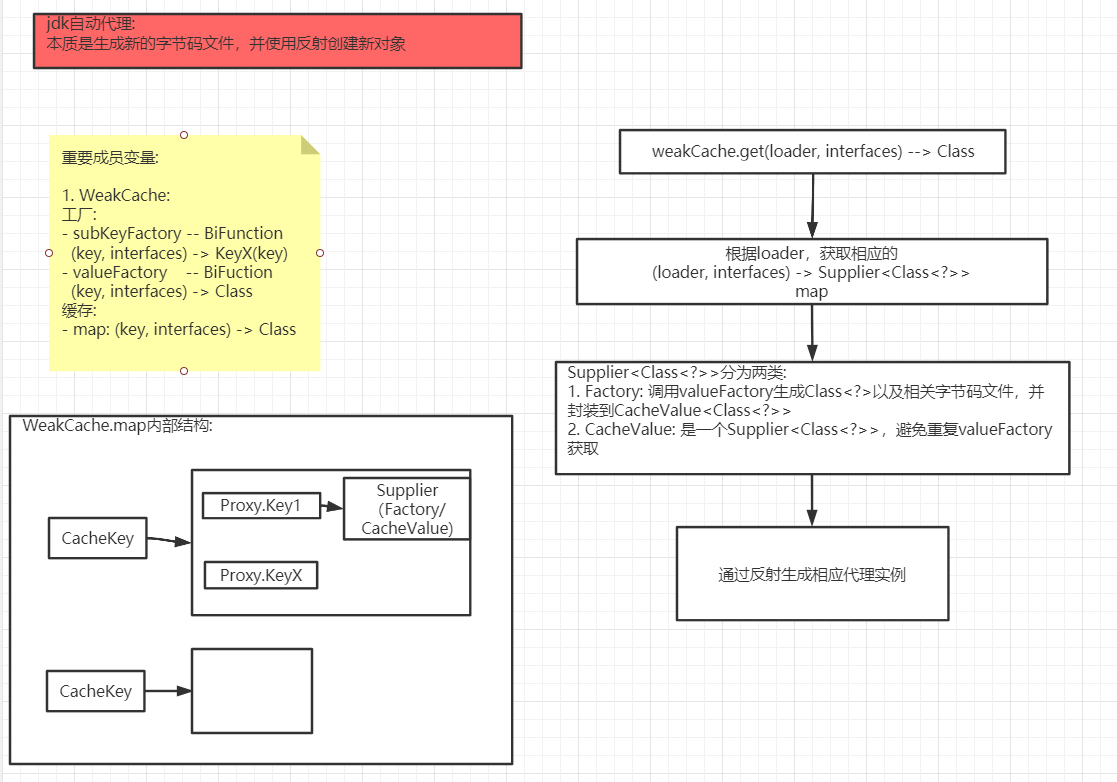 jdk自动代理:
本质是生成新的字节码文件，并使用反射创建新对象
重要成员变量:
1. WeakCache:
工厂:
- subKeyFactory -- BiFunction
(key, interfaces) -> KeyX(key)
- valueFactory -- BiFuction
(key, interfaces) -> Class
缓存:
- map: (key, interfaces) -> Class
WeakCache.map内部结构:
CacheKey
Proxy.Key1
Supplier
(Factory/
CacheValue)
Proxy.KeyX
CacheKey
weakCache.get(loader, interfaces) --> Class
根据loader，获取相应的
(loader, interfaces) -> Supplier<Class<?>>
map
Supplier<Class<?>>分为两类:
1. Factory: 调用valueFactory生成Class<?>以及相关字节码文件，并
封装到CacheValue<Class<?>>
2. CacheValue: 是一个Supplier<Class<?>>，避免重复valueFactory
获取
通过反射生成相应代理实例